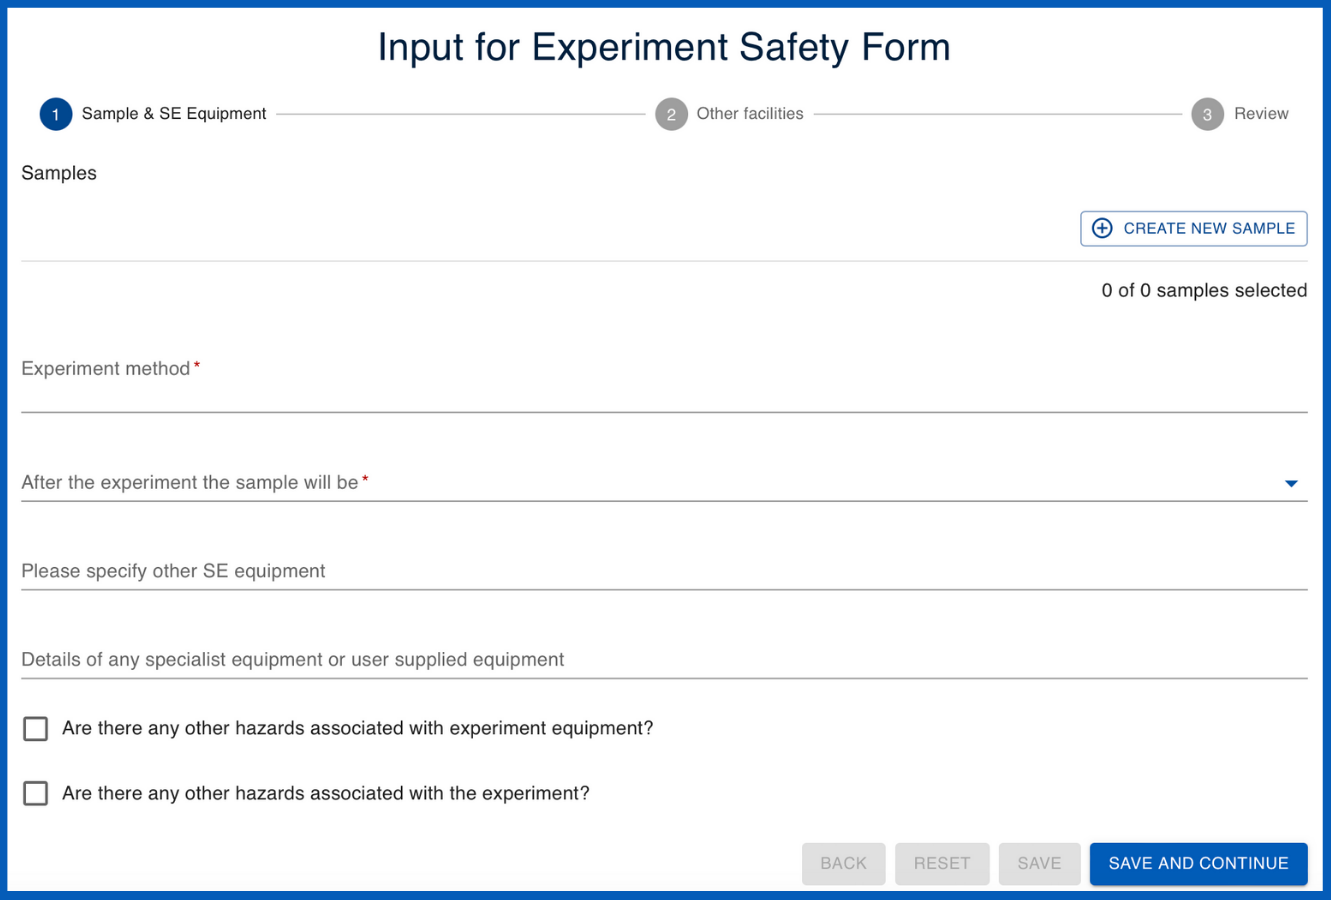 Input for Experiment Safety Form
1 Sample & SE Equipment 2 Other facilities 3 Review
Samples
CREATE NEW SAMPLE
0 of 0 samples selected
Experiment method*
After the experiment the sample will be*
Please specify other SE equipment
Details of any specialist equipment or user supplied equipment
Are there any other hazards associated with experiment equipment?
Are there any other hazards associated with the experiment?
BACK RESET SAVE SAVE AND CONTINUE